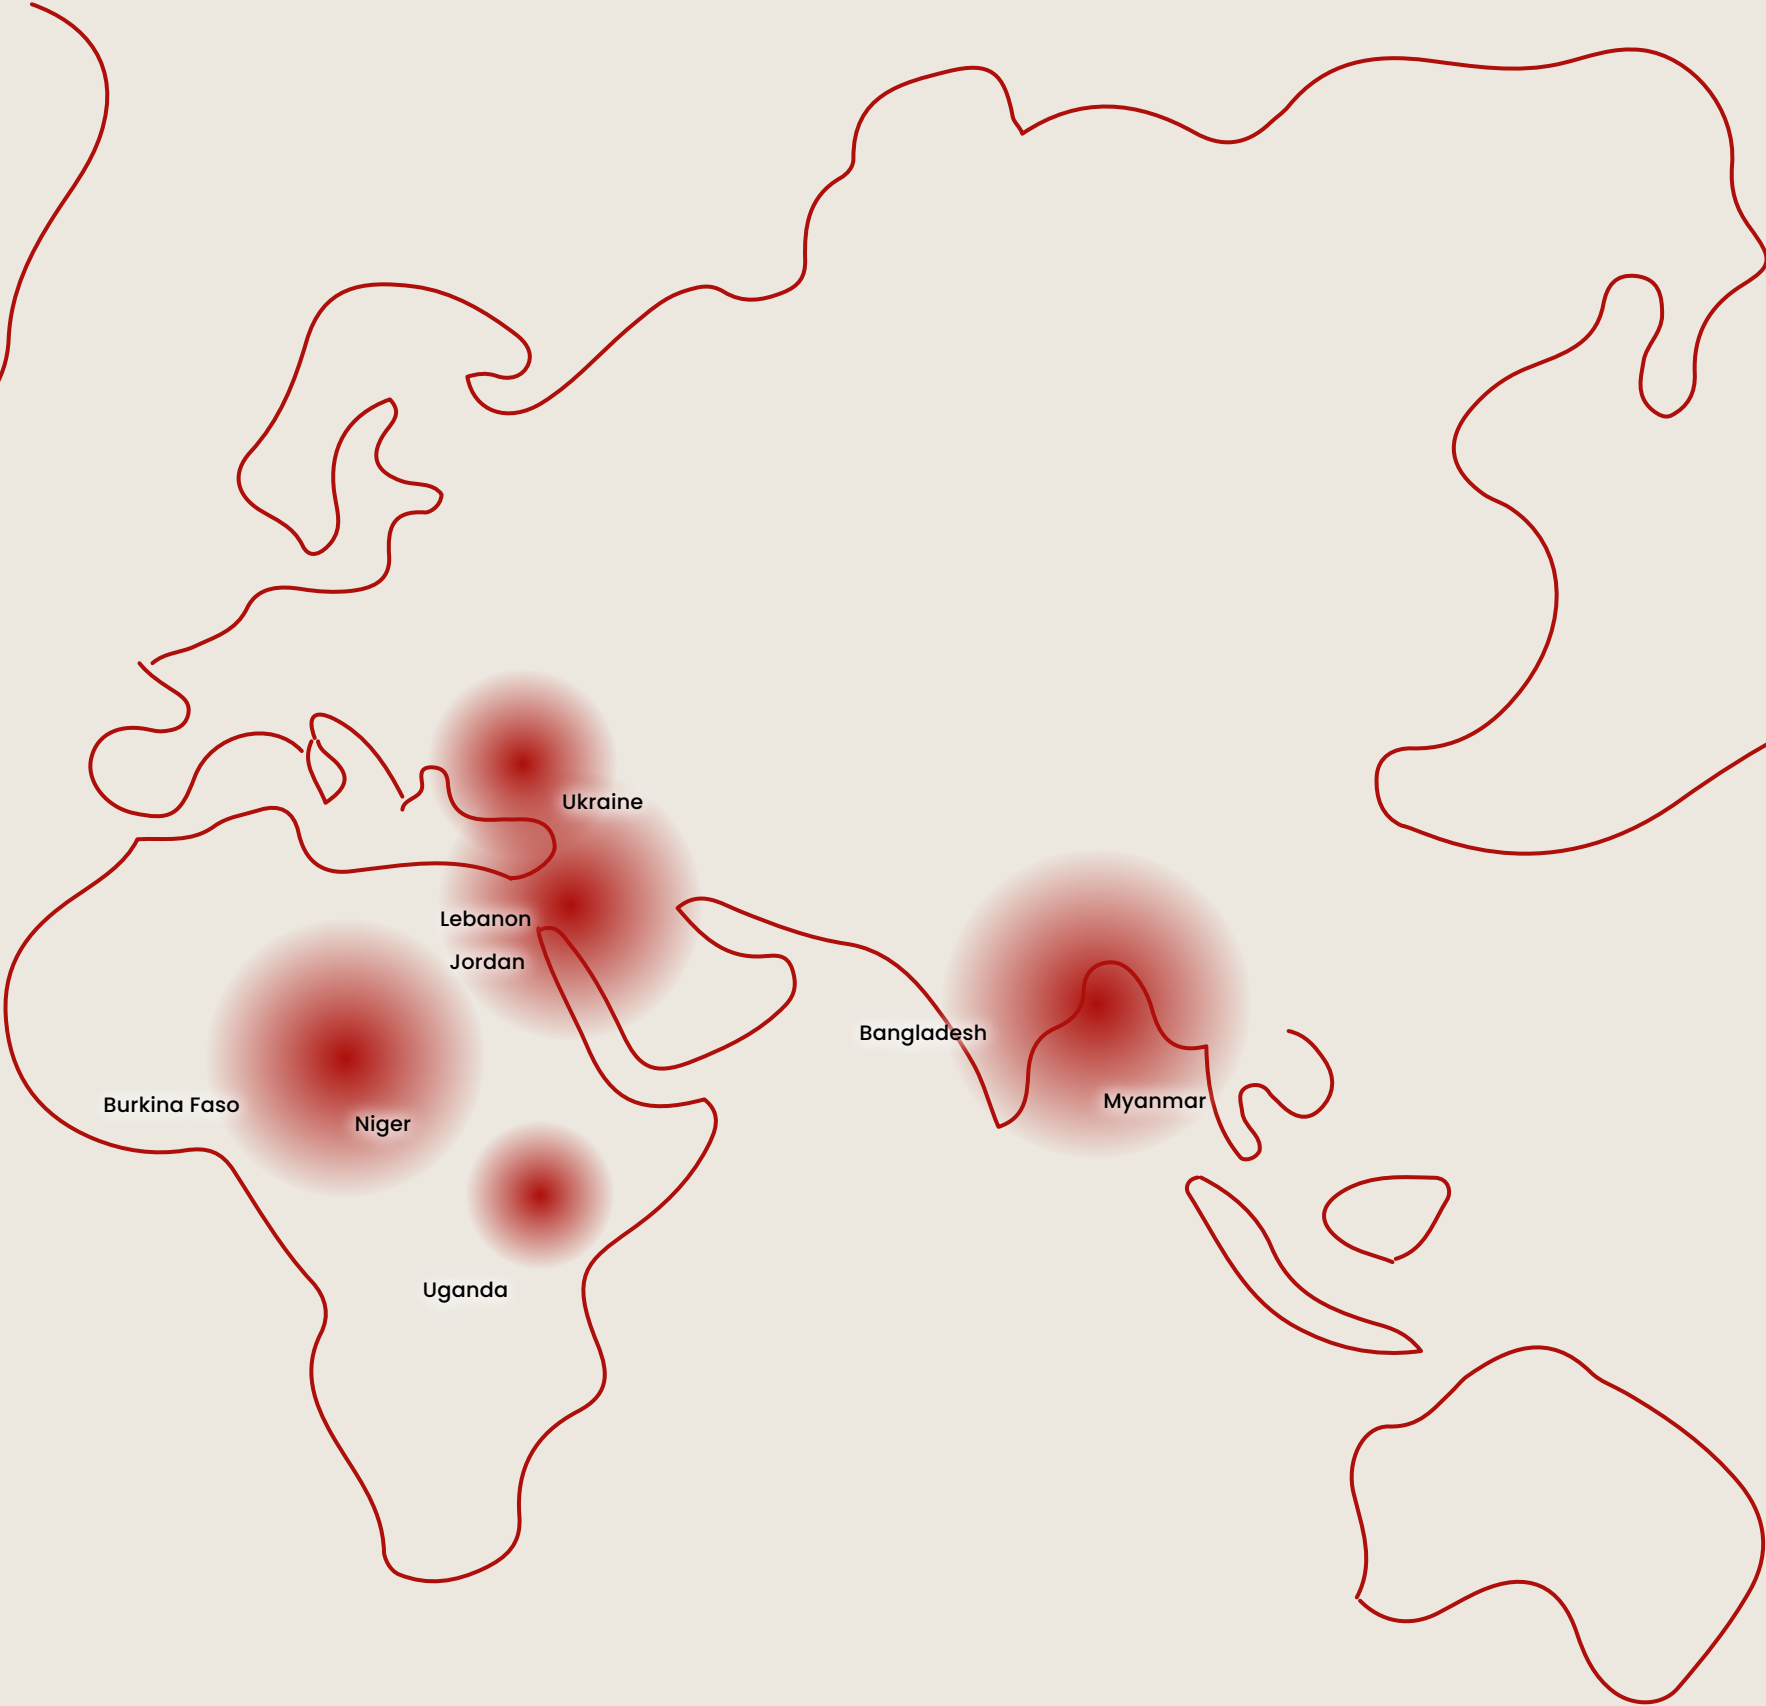 Ukraine
Lebanon
Jordan
Bangladesh
Myanmar
Burkina Faso
Niger
Uganda